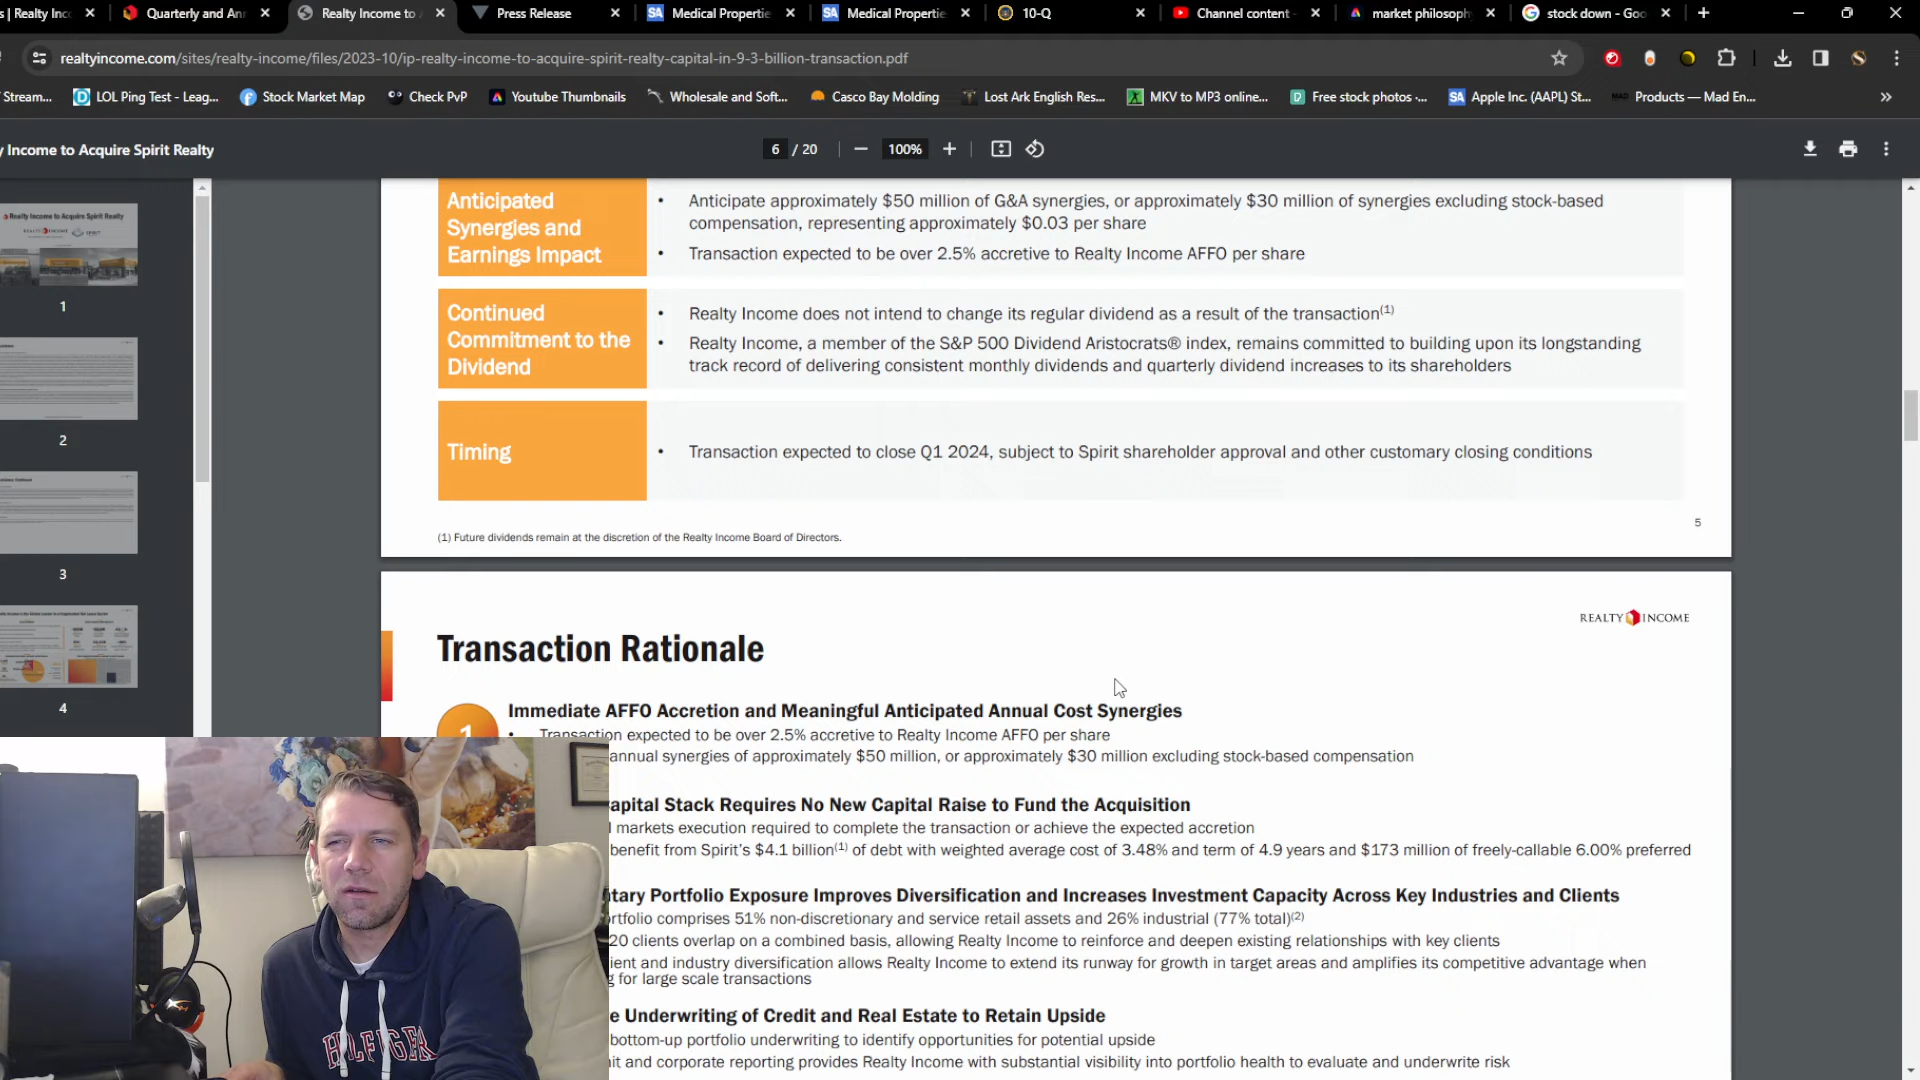 s | Realty Inc
Quarterly and Anr
Realty Income to
Press Release
Medical Propertie
Medical Propertie
10-Q
Channel content
market philosoph
stock down - Goo
realtyincome.com/sites/realty-income/files/2023-10/ip-realty-income-to-acquire-spirit-realty-capital-in-9-3-billion-transaction.pdf
Stream...
LOL Ping Test - Leag...
Stock Market Map
Check PvP
Youtube Thumbnails
Wholesale and Soft...
Casco Bay Molding
Lost Ark English Res...
MKV to MP3 online...
Free stock photos ·...
Apple Inc. (AAPL) St...
Products — Mad En...
y Income to Acquire Spirit Realty
6 / 20
100%
Anticipated
Synergies and
Earnings Impact
• Anticipate approximately $50 million of G&A synergies, or approximately $30 million of synergies excluding stock-based
compensation, representing approximately $0.03 per share
• Transaction expected to be over 2.5% accretive to Realty Income AFFO per share
Continued
Commitment to the
Dividend
• Realty Income does not intend to change its regular dividend as a result of the transaction(1)
• Realty Income, a member of the S&P 500 Dividend Aristocrats® index, remains committed to building upon its longstanding
track record of delivering consistent monthly dividends and quarterly dividend increases to its shareholders
Timing
• Transaction expected to close Q1 2024, subject to Spirit shareholder approval and other customary closing conditions
5
(1) Future dividends remain at the discretion of the Realty Income Board of Directors.
REALTY INCOME
Transaction Rationale
1
Immediate AFFO Accretion and Meaningful Anticipated Annual Cost Synergies
• Transaction expected to be over 2.5% accretive to Realty Income AFFO per share
annual synergies of approximately $50 million, or approximately $30 million excluding stock-based compensation
apital Stack Requires No New Capital Raise to Fund the Acquisition
l markets execution required to complete the transaction or achieve the expected accretion
benefit from Spirit's $4.1 billion(1) of debt with weighted average cost of 3.48% and term of 4.9 years and $173 million of freely-callable 6.00% preferred
tary Portfolio Exposure Improves Diversification and Increases Investment Capacity Across Key Industries and Clients
rtfolio comprises 51% non-discretionary and service retail assets and 26% industrial (77% total)(2)
20 clients overlap on a combined basis, allowing Realty Income to reinforce and deepen existing relationships with key clients
ient and industry diversification allows Realty Income to extend its runway for growth in target areas and amplifies its competitive advantage when
g for large scale transactions
e Underwriting of Credit and Real Estate to Retain Upside
bottom-up portfolio underwriting to identify opportunities for potential upside
it and corporate reporting provides Realty Income with substantial visibility into portfolio health to evaluate and underwrite risk
Realty Income to Acquire Spirit Realty
1
2
3
4
HILFIGER